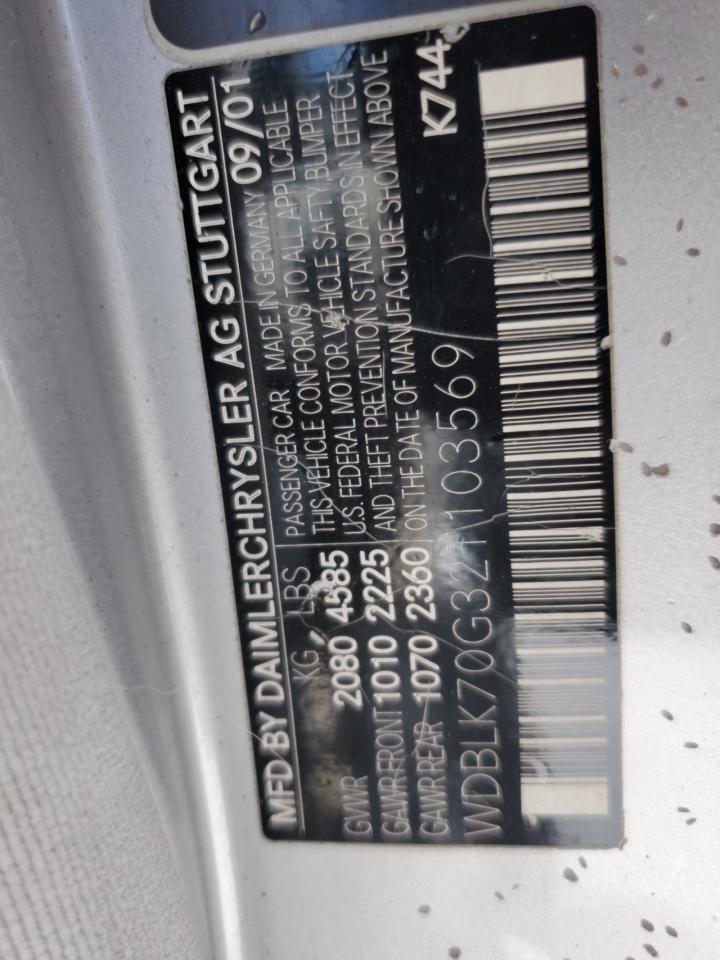 MFD BY DAIMLERCHRYSLER AG STUTTGART
KG LBS
GVWR 2080 4585
GAWR FRONT 1010 2225
GAWR REAR 1070 2360
PASSENGER CAR MADE IN GERMANY 09/01
THIS VEHICLE CONFORMS TO ALL APPLICABLE
U.S. FEDERAL MOTOR VEHICLE SAFTY, BUMPER
AND THEFT PREVENTION STANDARDS IN EFFECT
ON THE DATE OF MANUFACTURE SHOWN ABOVE
WDBLK70G32T103569
K744